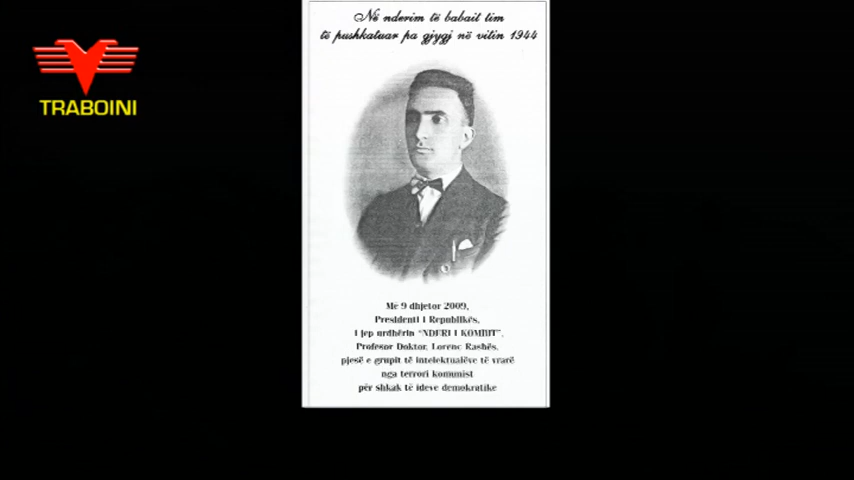 TRABOINI
Në nderim të babait tim
të pushkatuar pa gjygj në vitin 1944
Më 9 dhjetor 2009,
Presidenti i Republikës,
i jep urdhërin "NDERI I KOMBIT",
Profesor Doktor, Lorenc Rashës,
pjesë e grupit të intelektualëve të vrarë
nga terrori komunist
për shkak të ideve demokratike